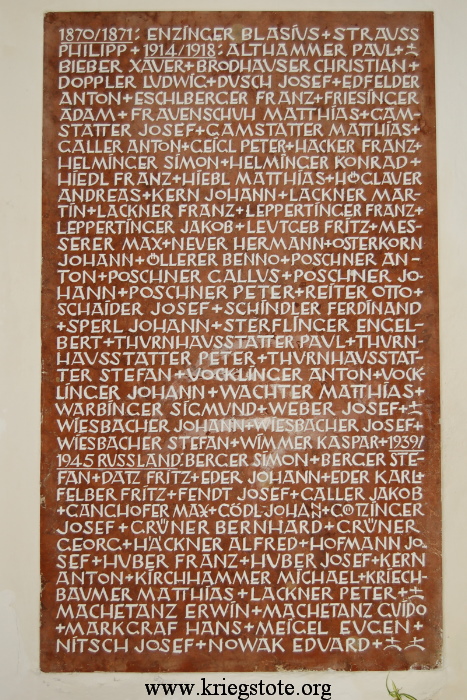 1870/1871: ENZINGER BLASIUS + STRAUSS
PHILIPP + 1914/1918: ALTHAMMER PAUL +
BIEBER XAVER + BRODHAUSER CHRISTIAN +
DOPPLER LUDWIG + DUSCH JOSEF + EDFELDER
ANTON + ESCHLBERGER FRANZ + FRIESINGER
ADAM + FRAUENSCHUH MATTHIAS + GAM-
STATTER JOSEF + GAMSTATTER MATTHIAS +
GALLER ANTON + GEIGL PETER + HACKER FRANZ +
HELMINGER SIMON + HELMINGER KONRAD +
HIEDL FRANZ + HIEBL MATTHIAS + HÖGLAUER
ANDREAS + KERN JOHANN + LACKNER MAR-
TIN + LACKNER FRANZ + LEPPERTINGER FRANZ +
LEPPERTINGER JAKOB + LEUTGEB FRITZ + MES-
SERER MAX + NEUER HERMANN + OSTERKORN
JOHANN + ÖLLERER BENNO + POSCHNER AN-
TON + POSCHNER GALLUS + POSCHNER JO-
HANN + POSCHNER PETER + REITER OTTO +
SCHAIDER JOSEF + SCHINDLER FERDINAND
+ SPERL JOHANN + STERFLINGER ENGEL-
BERT + THURNHAUSSTATTER PAUL + THURN-
HAUSSTATTER PETER + THURNHAUSSTAT-
TER STEFAN + VOCKLINGER ANTON + VOCK
LINGER JOHANN + WACHTER MATTHIAS +
WARBINGER SIGMUND + WEBER JOSEF +
WIESBACHER JOHANN + WIESBACHER JOSEF +
WIESBACHER STEFAN + WIMMER KASPAR + 1939/
1945 RUSSLAND: BERGER SIMON + BERGER STE-
FAN + DATZ FRITZ + EDER JOHANN + EDER KARL +
FELBER FRITZ + FENDT JOSEF + GALLER JAKOB
+ GANGHOFER MAX + GÖDL JOHAN + GÖTZINGER
JOSEF + GRÜNER BERNHARD + GRÜNER
GEORG + HÄCKNER ALFRED + HOFMANN JO
SEF + HUBER FRANZ + HUBER JOSEF + KERN
ANTON + KIRCHHAMMER MICHAEL + KRIECH-
BAUMER MATTHIAS + LACKNER PETER +
MACHETANZ ERWIN + MACHETANZ GUIDO
+ MARKGRAF HANS + MEIGEL EUGEN +
NITSCH JOSEF + NOWAK EDUARD +
www.kriegstote.org